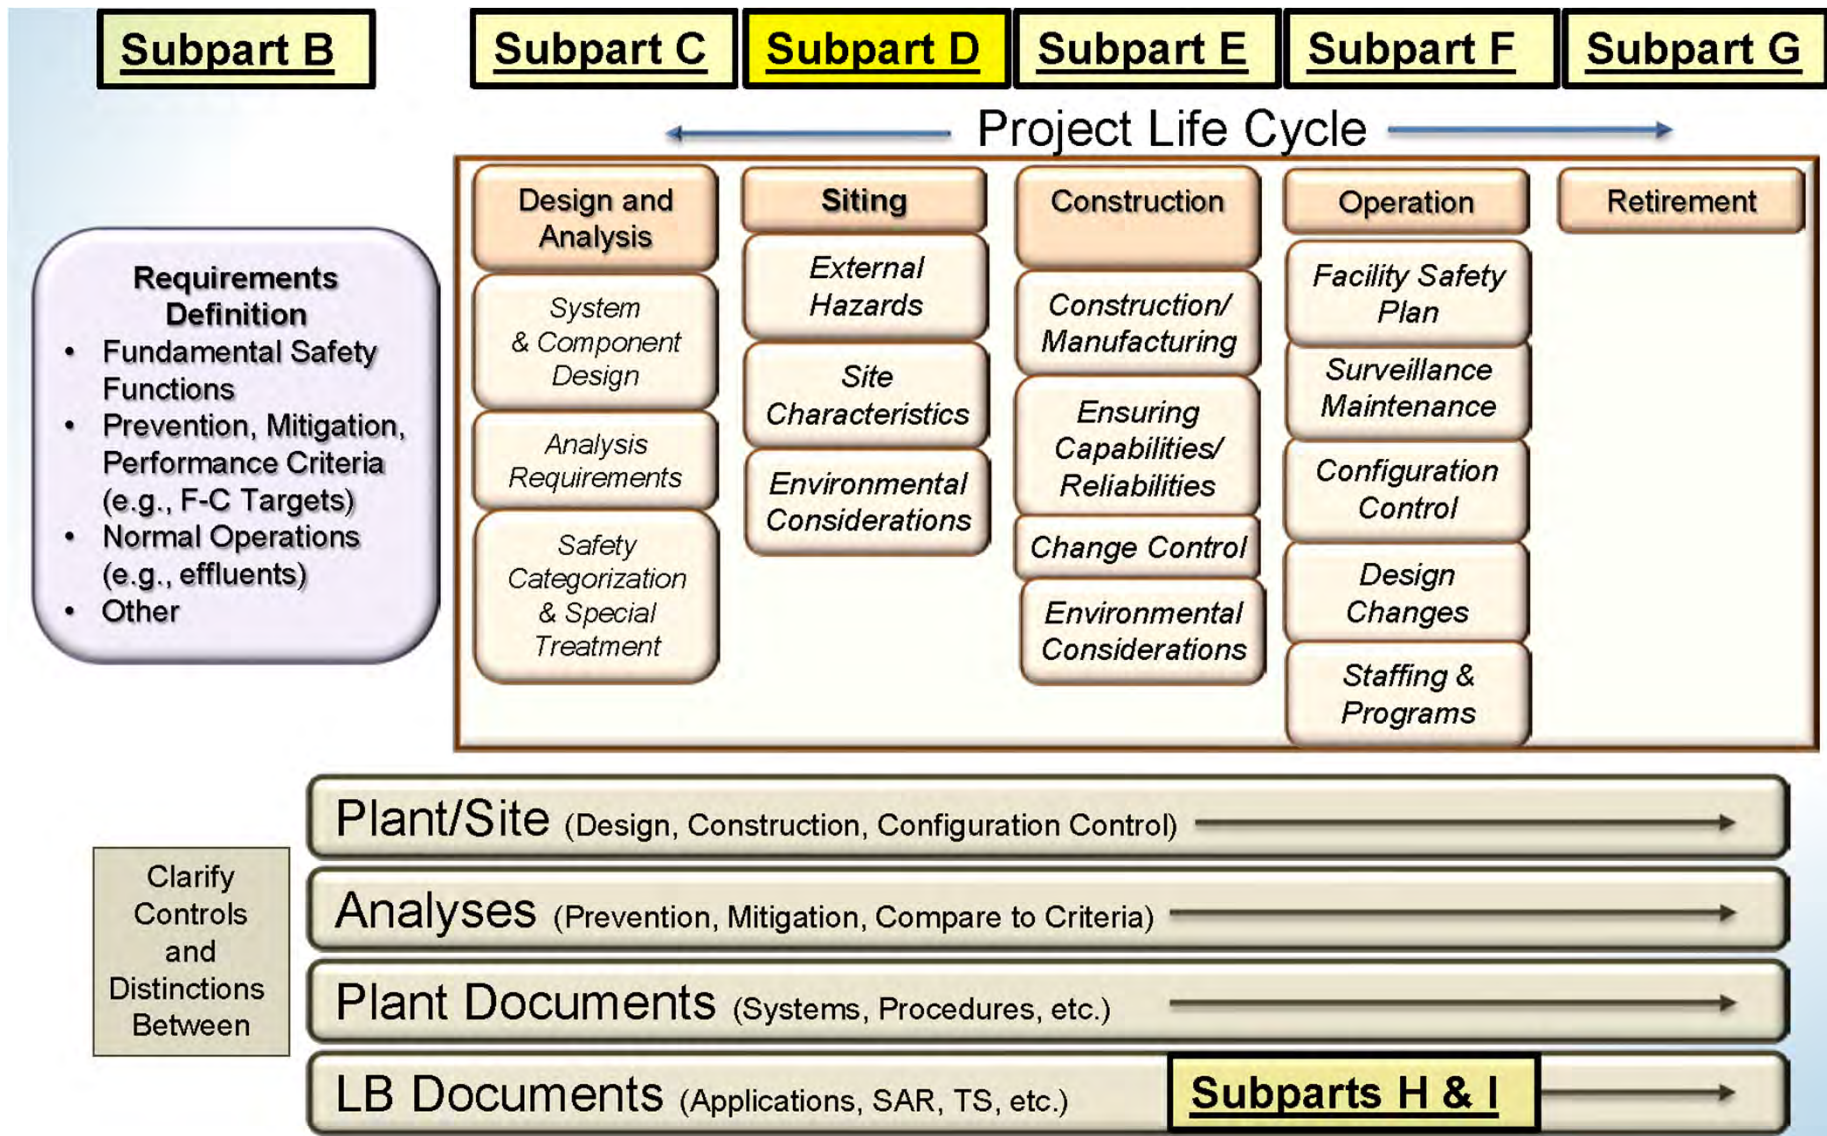 Subpart B
Subpart C
Subpart D
Subpart E
Subpart F
Subpart G
Project Life Cycle
Requirements
Definition
• Fundamental Safety
Functions
• Prevention, Mitigation,
Performance Criteria
(e.g., F-C Targets)
• Normal Operations
(e.g., effluents)
• Other
Design and
Analysis
System
& Component
Design
Analysis
Requirements
Safety
Categorization
& Special
Treatment
Siting
External
Hazards
Site
Characteristics
Environmental
Considerations
Construction
Construction/
Manufacturing
Ensuring
Capabilities/
Reliabilities
Change Control
Environmental
Considerations
Operation
Facility Safety
Plan
Surveillance
Maintenance
Configuration
Control
Design
Changes
Staffing &
Programs
Retirement
Clarify
Controls
and
Distinctions
Between
Plant/Site (Design, Construction, Configuration Control)
Analyses (Prevention, Mitigation, Compare to Criteria)
Plant Documents (Systems, Procedures, etc.)
LB Documents (Applications, SAR, TS, etc.)
Subparts H & I